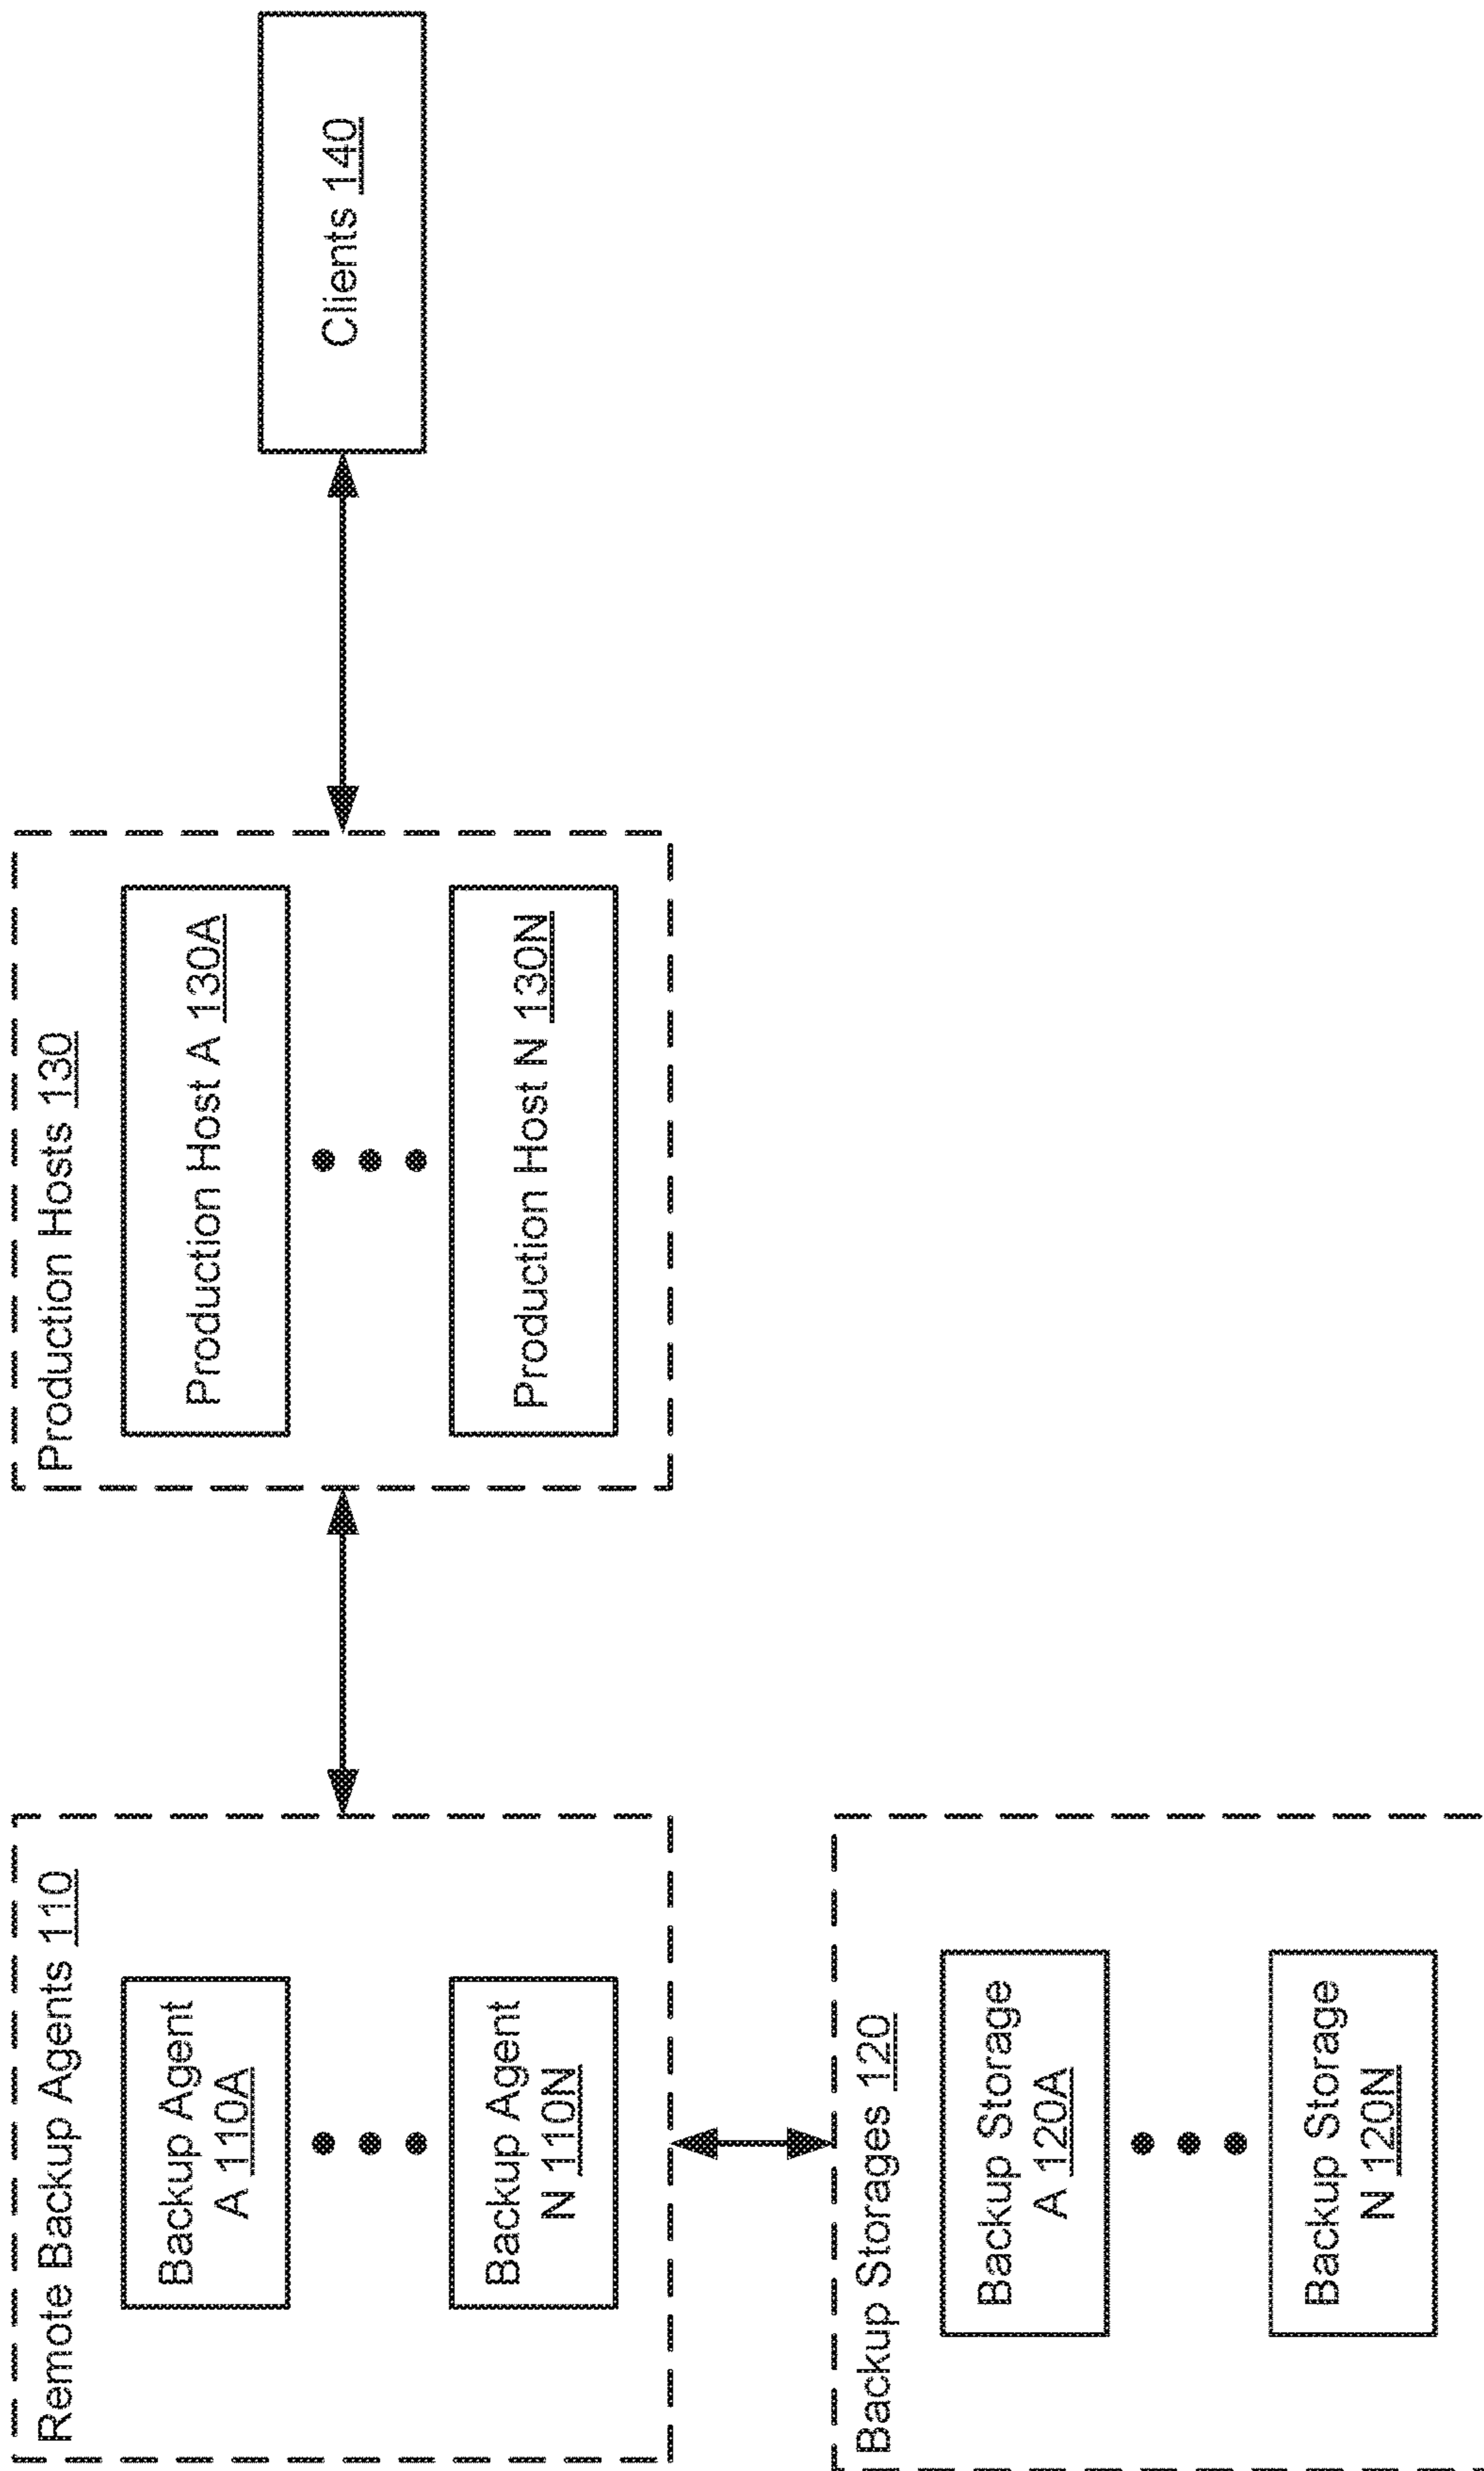 Remote Backup Agents 110
Backup Agent
A 110A
Backup Agent
N 110N
Production Hosts 130
Production Host A 130A
Production Host N 130N
Clients 140
Backup Storages 120
Backup Storage
A 120A
Backup Storage
N 120N